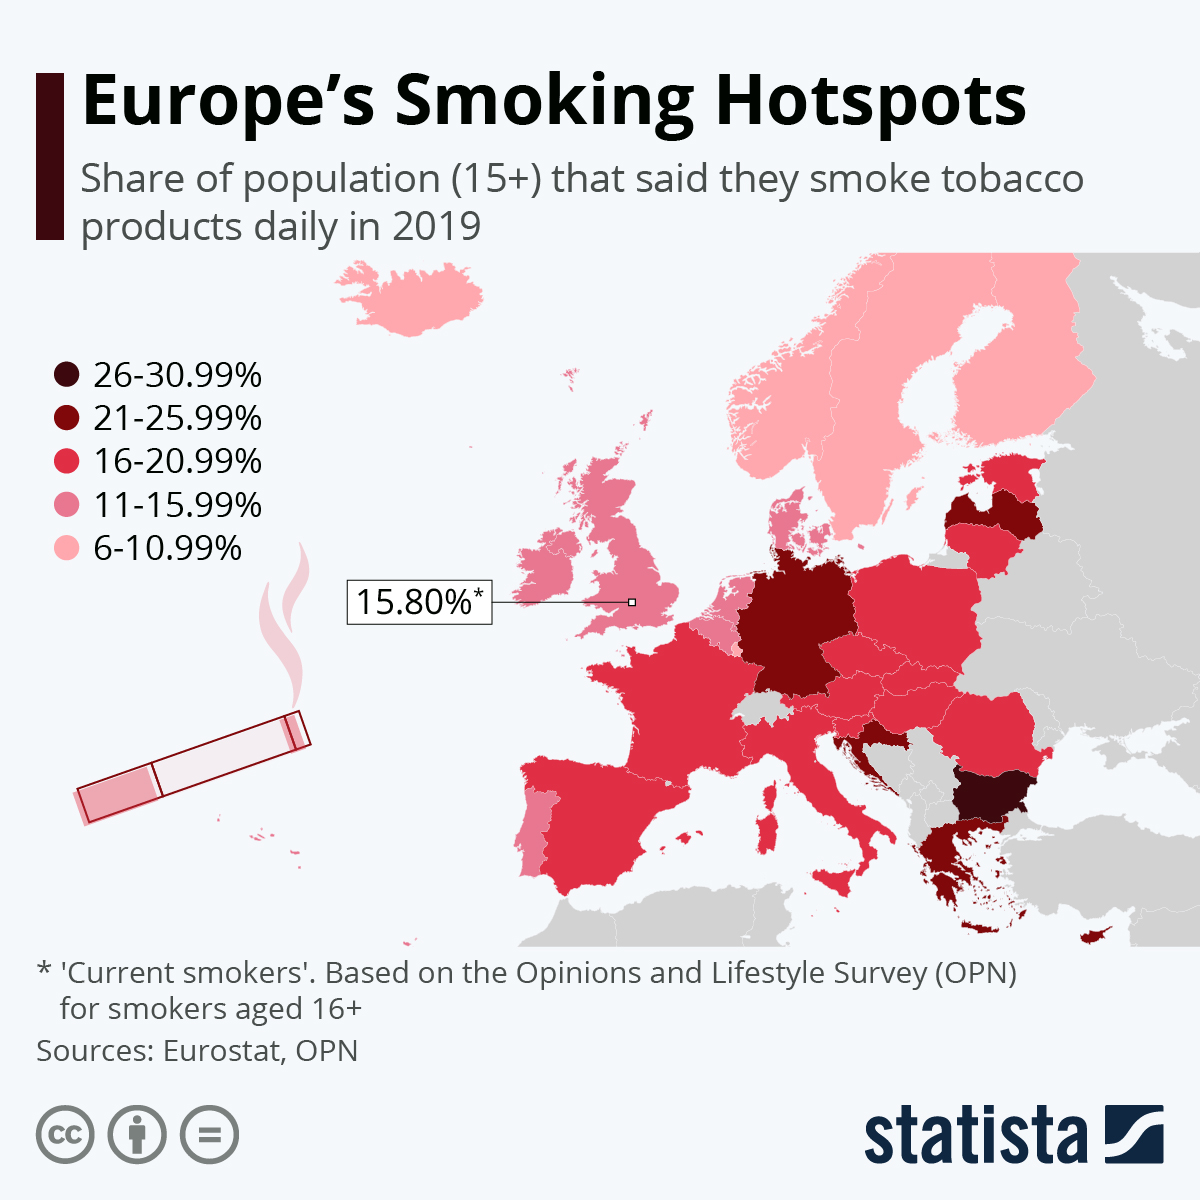 Europe's Smoking Hotspots
Share of population (15+) that said they smoke tobacco
products daily in 2019
26-30.99%
21-25.99%
16-20.99%
11-15.99%
6-10.99%
15.80%*
* 'Current smokers'. Based on the Opinions and Lifestyle Survey (OPN)
for smokers aged 16+
Sources: Eurostat, OPN
cc
statista